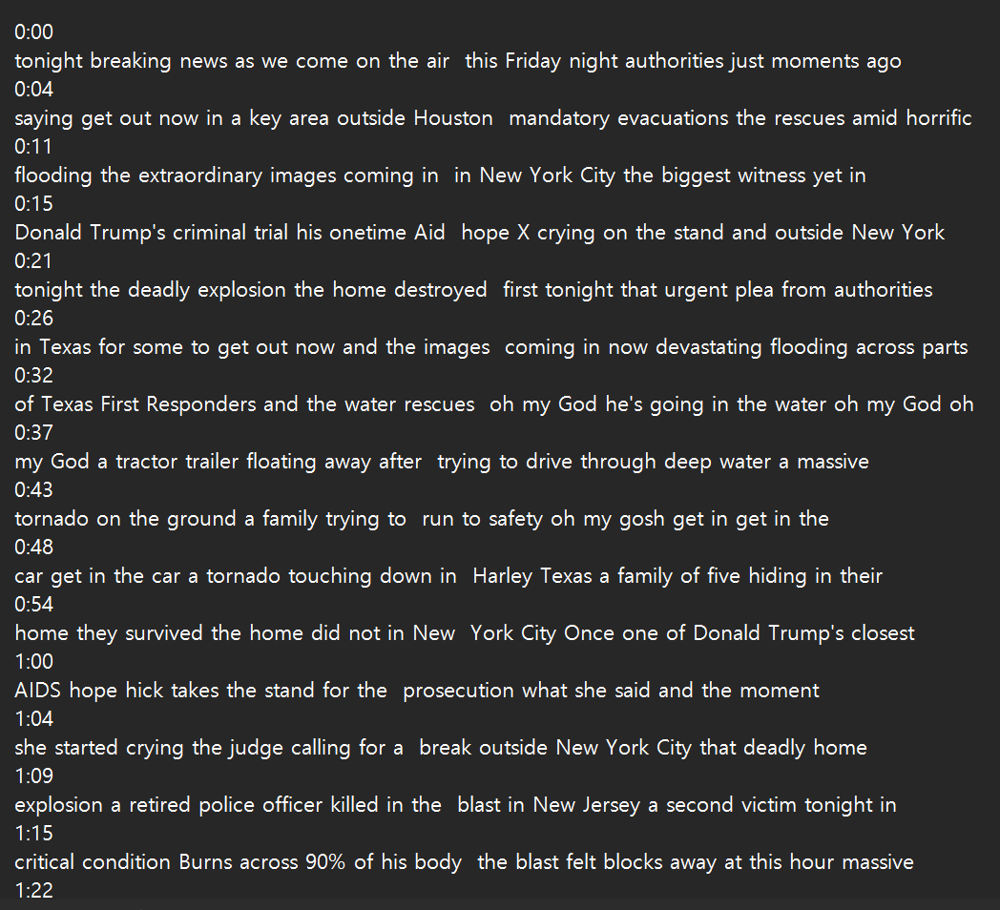 0:00
tonight breaking news as we come on the air  this Friday night authorities just moments ago
0:04
saying get out now in a key area outside Houston  mandatory evacuations the rescues amid horrific
0:11
flooding the extraordinary images coming in  in New York City the biggest witness yet in
0:15
Donald Trump's criminal trial his onetime Aid  hope X crying on the stand and outside New York
0:21
tonight the deadly explosion the home destroyed  first tonight that urgent plea from authorities
0:26
in Texas for some to get out now and the images  coming in now devastating flooding across parts
0:32
of Texas First Responders and the water rescues  oh my God he's going in the water oh my God oh
0:37
my God a tractor trailer floating away after  trying to drive through deep water a massive
0:43
tornado on the ground a family trying to  run to safety oh my gosh get in get in the
0:48
car get in the car a tornado touching down in  Harley Texas a family of five hiding in their
0:54
home they survived the home did not in New  York City Once one of Donald Trump's closest
1:00
AIDS hope hick takes the stand for the  prosecution what she said and the moment
1:04
she started crying the judge calling for a  break outside New York City that deadly home
1:09
explosion a retired police officer killed in the  blast in New Jersey a second victim tonight in
1:15
critical condition Burns across 90% of his body  the blast felt blocks away at this hour massive
1:22